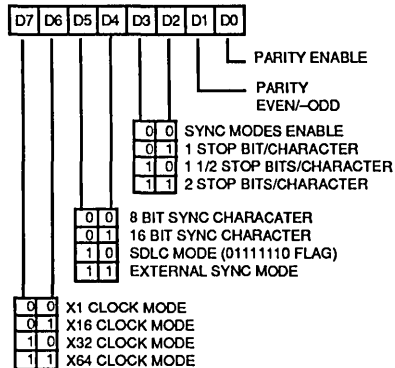 D7 D6 D5 D4 D3 D2 D1 D0
PARITY ENABLE
PARITY
EVEN/–ODD
0 0 SYNC MODES ENABLE
0 1 1 STOP BIT/CHARACTER
1 0 1 1/2 STOP BITS/CHARACTER
1 1 2 STOP BITS/CHARACTER
0 0 8 BIT SYNC CHARACATER
0 1 16 BIT SYNC CHARACTER
1 0 SDLC MODE (01111110 FLAG)
1 1 EXTERNAL SYNC MODE
0 0 X1 CLOCK MODE
0 1 X16 CLOCK MODE
1 0 X32 CLOCK MODE
1 1 X64 CLOCK MODE